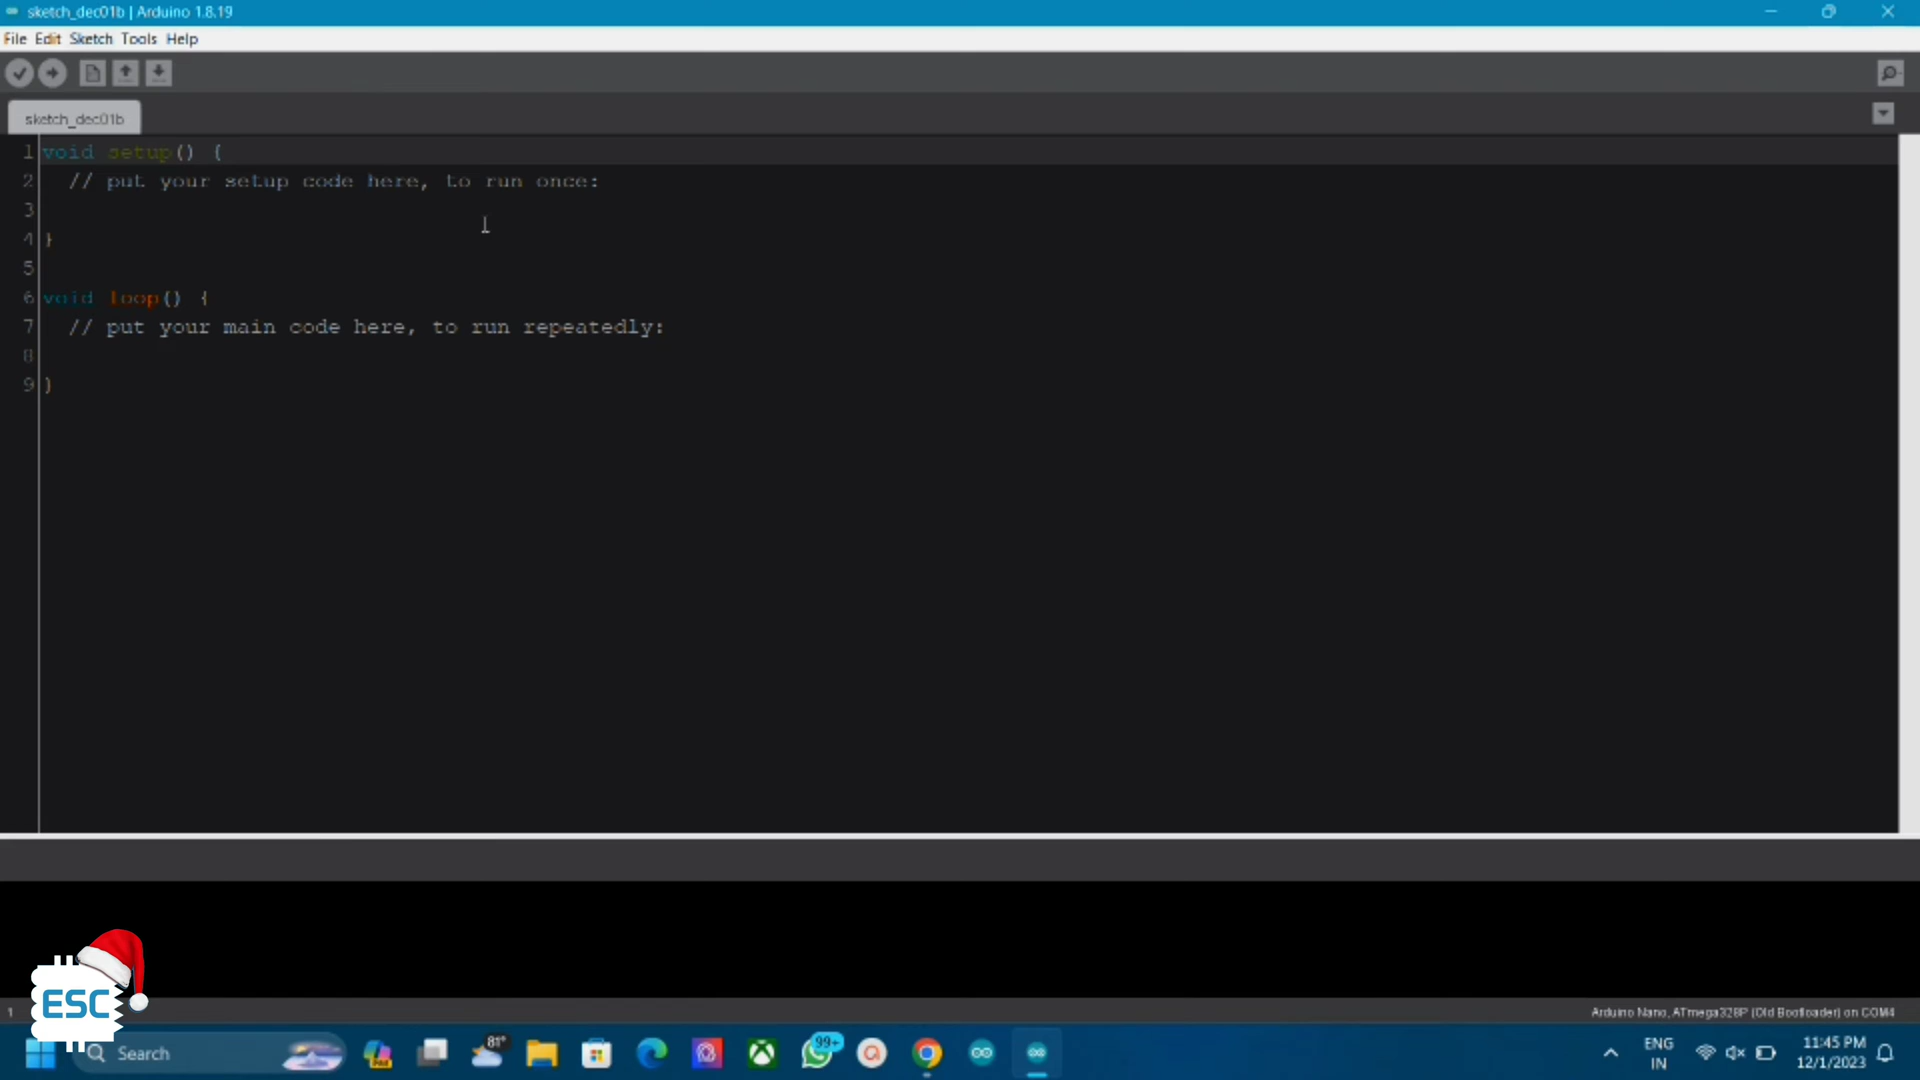 sketch_dec01b | Arduino 1.8.19
File Edit Sketch Tools Help
sketch_dec01b
1 void setup() {
2 // put your setup code here, to run once:
3
4 }
5
6 void loop() {
7 // put your main code here, to run repeatedly:
8
9 }
ESC
1
Arduino Nano, ATmega328P (Old Bootloader) on COM4
Search
81°
99+
ENG
IN
11:45 PM
12/1/2023